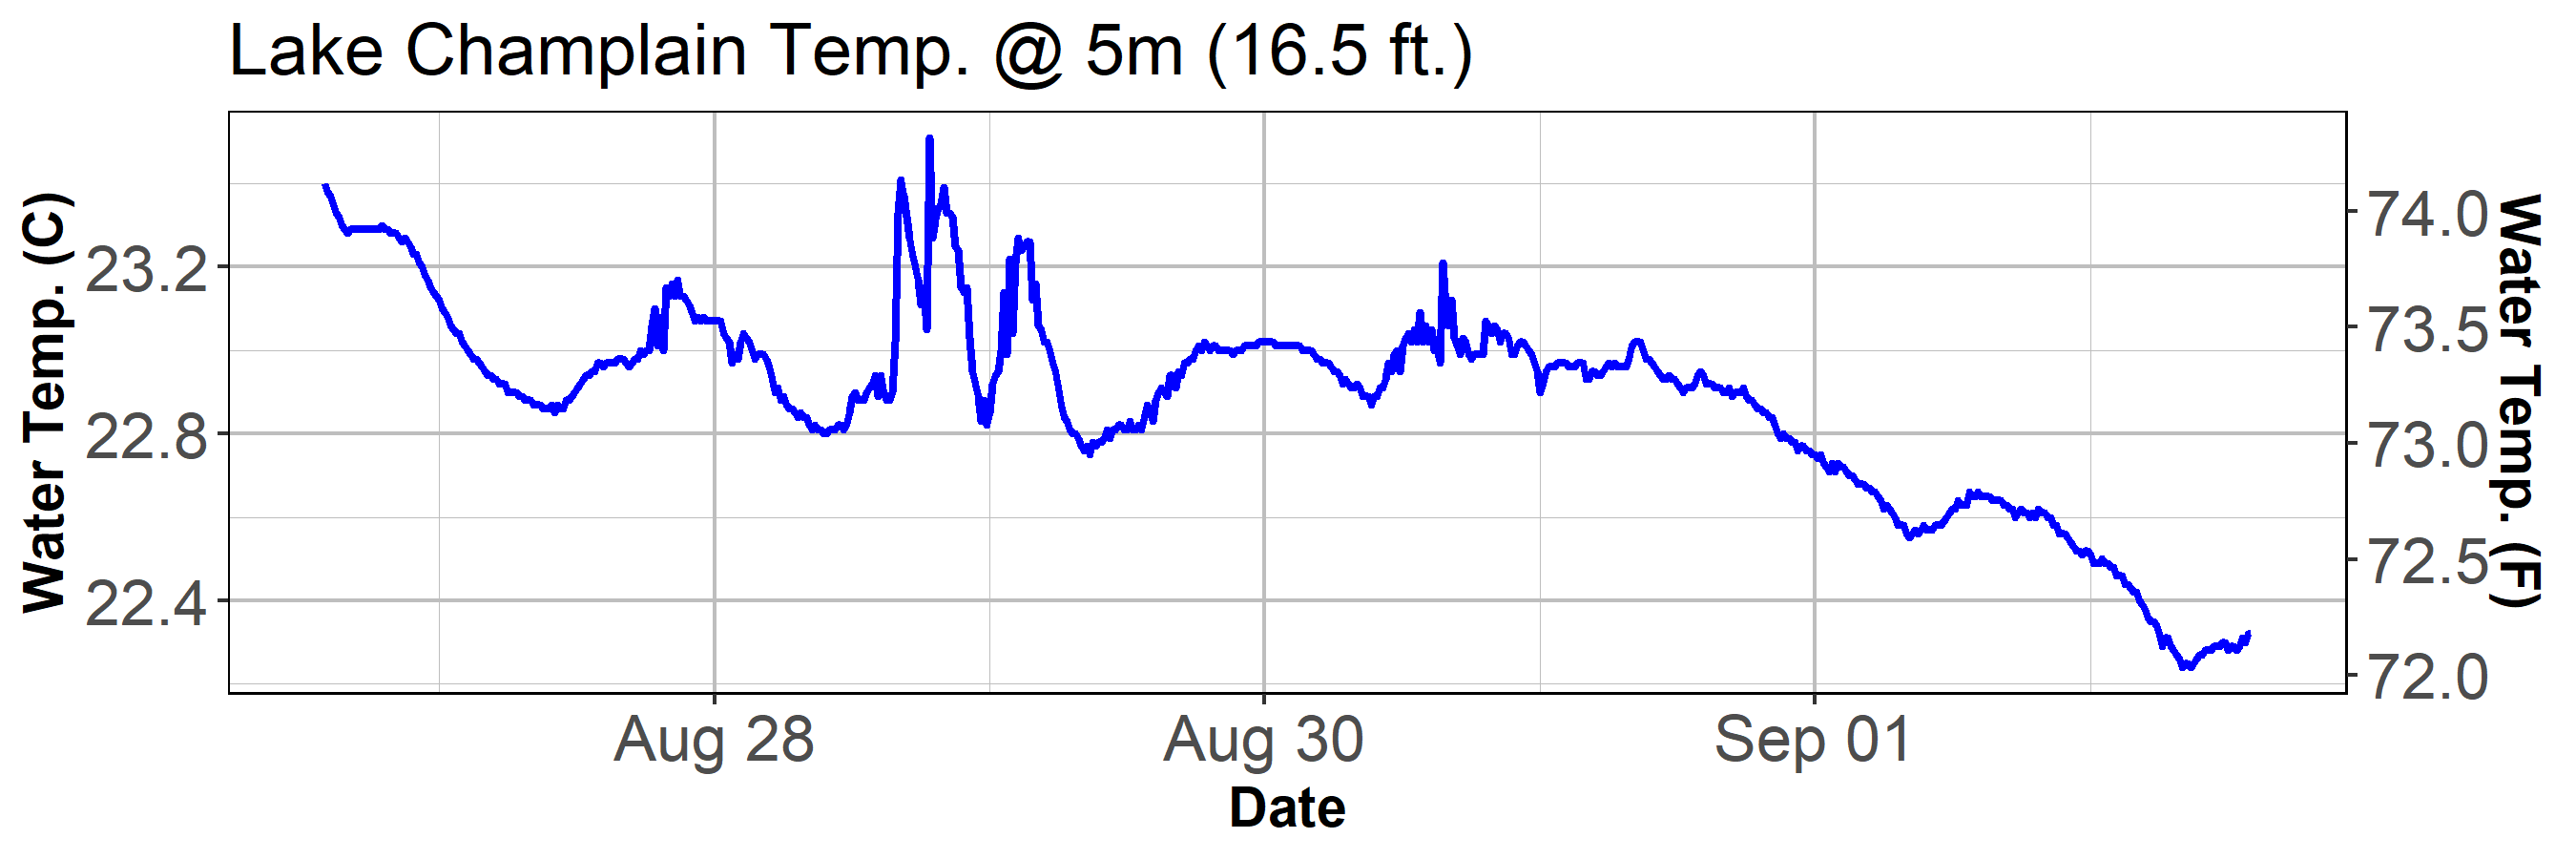 Lake Champlain Temp. @ 5m (16.5 ft.)
Water Temp. (C)
23.2
22.8
22.4
74.0
73.5
73.0
72.5
72.0
Water Temp. (F)
Aug 28
Aug 30
Sep 01
Date